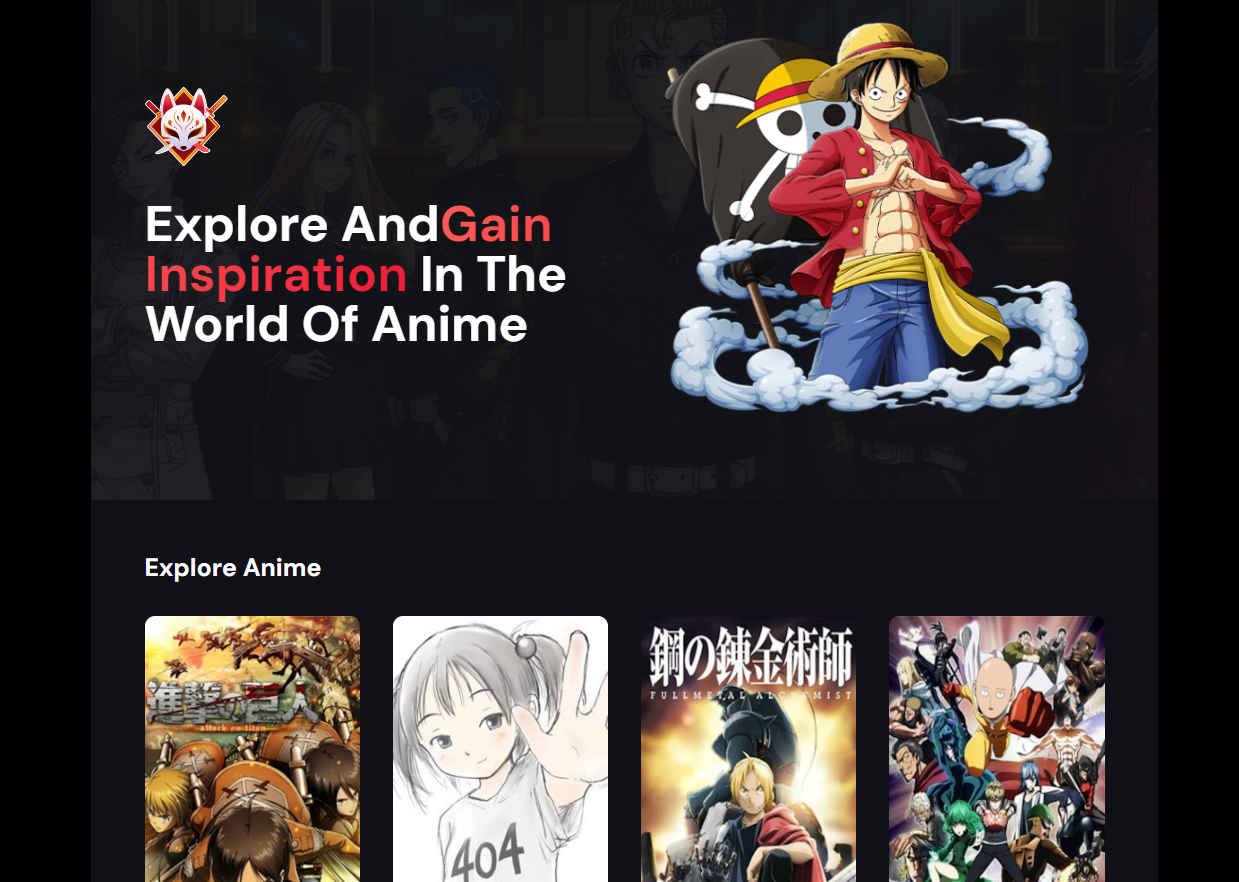 Explore AndGain
Inspiration In The
World Of Anime
Explore Anime
進撃の巨人
attack on titan
404
鋼の錬金術師
FULLMETAL ALCHEMIST